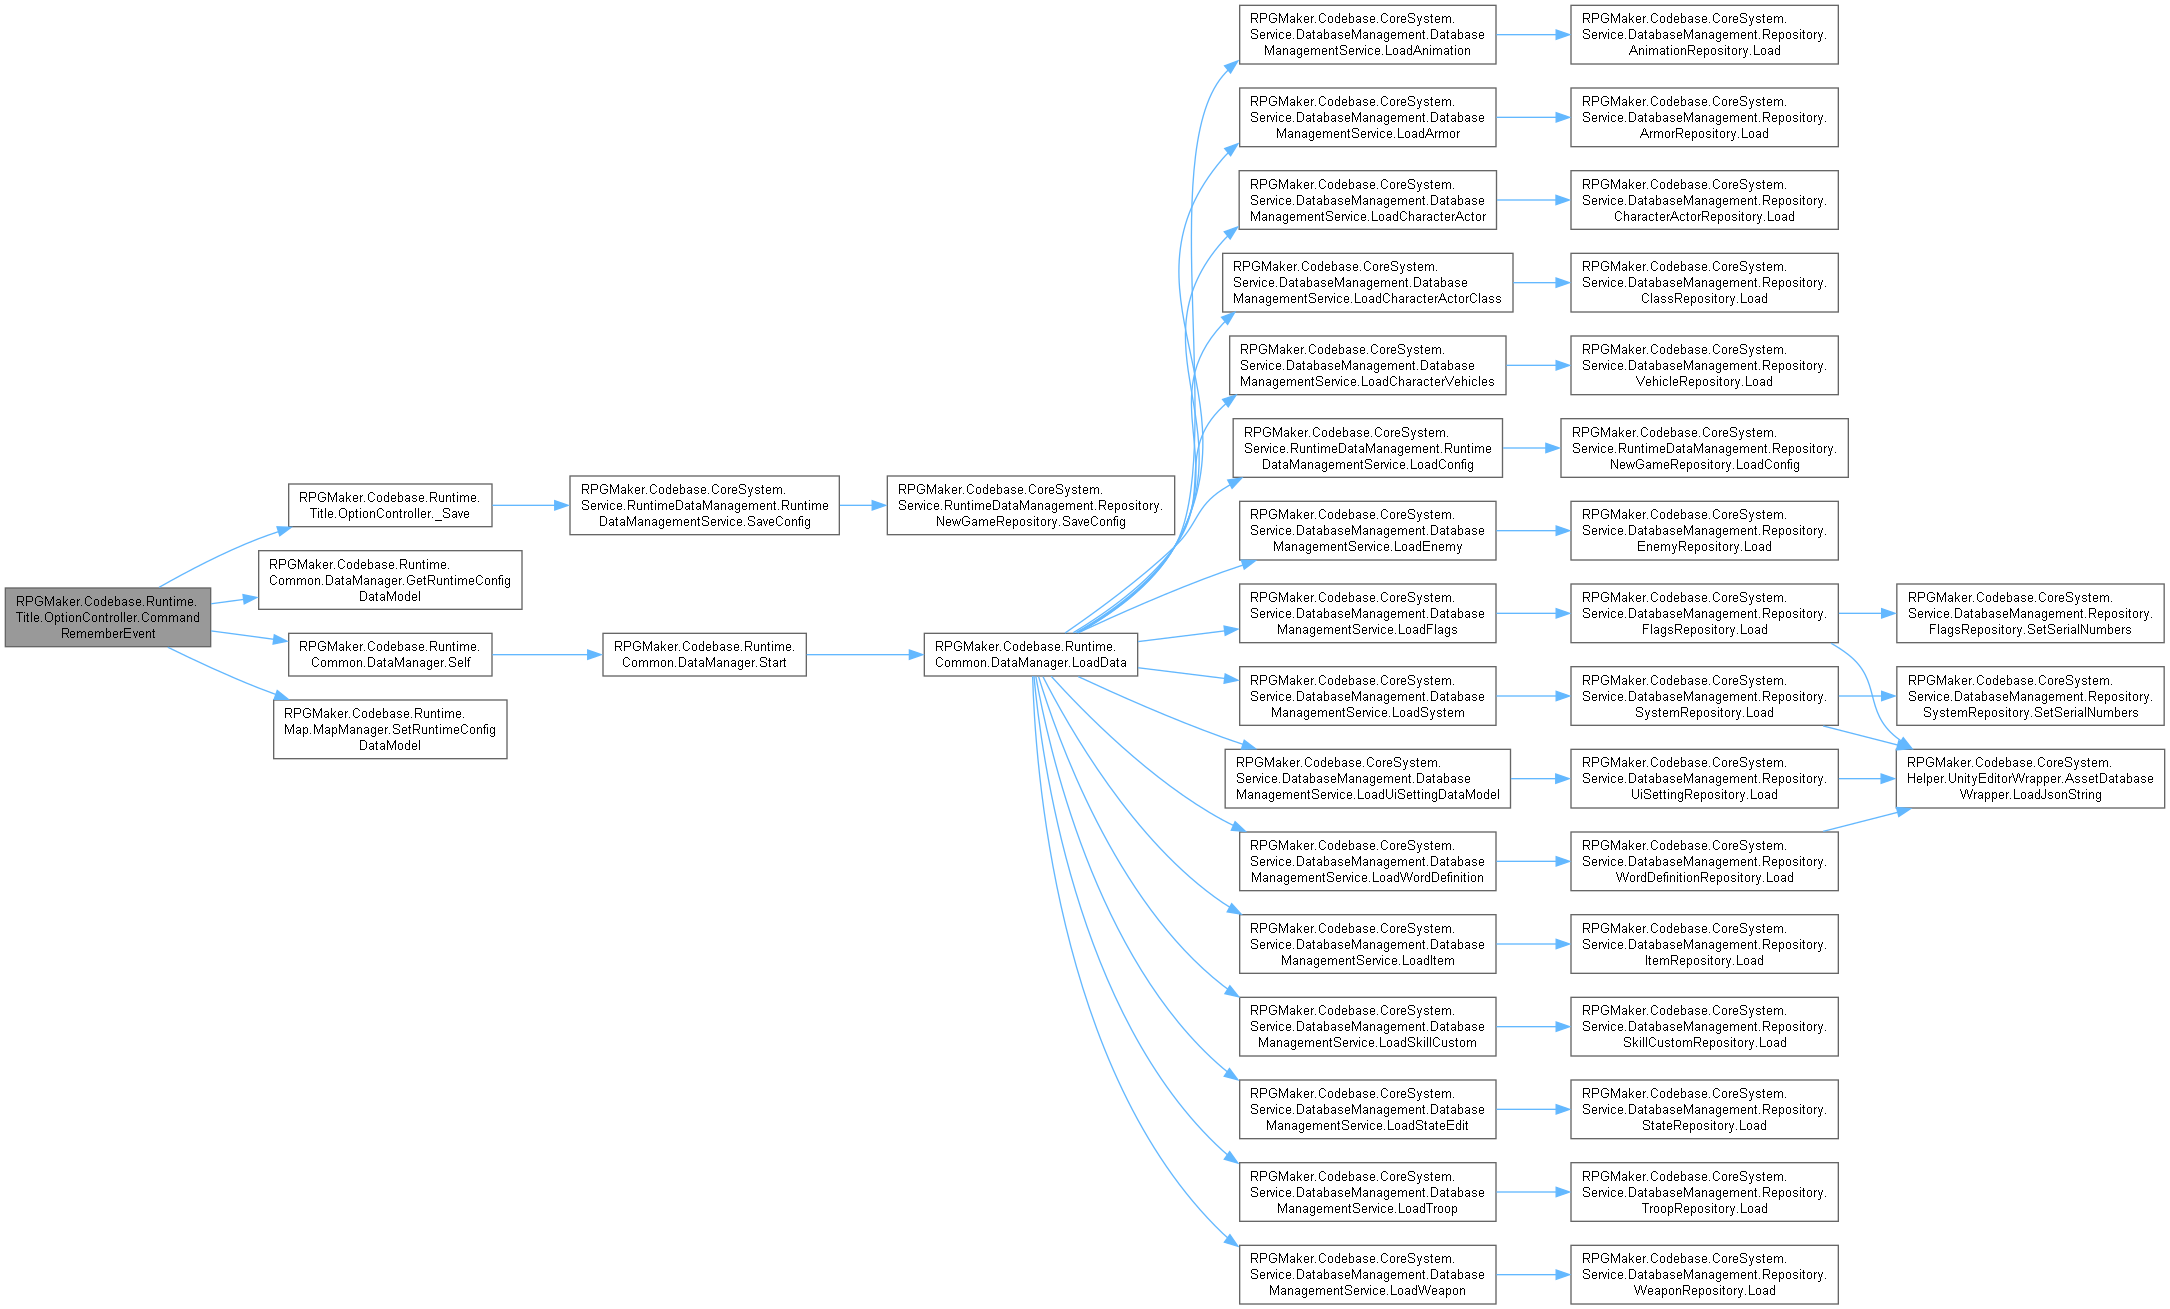 RPGMaker.Codebase.Runtime.
Title.OptionController.Command
RememberEvent
RPGMaker.Codebase.Runtime.
Title.OptionController._Save
RPGMaker.Codebase.Runtime.
Common.DataManager.GetRuntimeConfig
DataModel
RPGMaker.Codebase.Runtime.
Common.DataManager.Self
RPGMaker.Codebase.Runtime.
Map.MapManager.SetRuntimeConfig
DataModel
RPGMaker.Codebase.CoreSystem.
Service.RuntimeDataManagement.Runtime
DataManagementService.SaveConfig
RPGMaker.Codebase.Runtime.
Common.DataManager.Start
RPGMaker.Codebase.CoreSystem.
Service.RuntimeDataManagement.Repository.
NewGameRepository.SaveConfig
RPGMaker.Codebase.Runtime.
Common.DataManager.LoadData
RPGMaker.Codebase.CoreSystem.
Service.DatabaseManagement.Database
ManagementService.LoadAnimation
RPGMaker.Codebase.CoreSystem.
Service.DatabaseManagement.Database
ManagementService.LoadArmor
RPGMaker.Codebase.CoreSystem.
Service.DatabaseManagement.Database
ManagementService.LoadCharacterActor
RPGMaker.Codebase.CoreSystem.
Service.DatabaseManagement.Database
ManagementService.LoadCharacterActorClass
RPGMaker.Codebase.CoreSystem.
Service.DatabaseManagement.Database
ManagementService.LoadCharacterVehicles
RPGMaker.Codebase.CoreSystem.
Service.RuntimeDataManagement.Runtime
DataManagementService.LoadConfig
RPGMaker.Codebase.CoreSystem.
Service.DatabaseManagement.Database
ManagementService.LoadEnemy
RPGMaker.Codebase.CoreSystem.
Service.DatabaseManagement.Database
ManagementService.LoadFlags
RPGMaker.Codebase.CoreSystem.
Service.DatabaseManagement.Database
ManagementService.LoadSystem
RPGMaker.Codebase.CoreSystem.
Service.DatabaseManagement.Database
ManagementService.LoadUiSettingDataModel
RPGMaker.Codebase.CoreSystem.
Service.DatabaseManagement.Database
ManagementService.LoadWordDefinition
RPGMaker.Codebase.CoreSystem.
Service.DatabaseManagement.Database
ManagementService.LoadItem
RPGMaker.Codebase.CoreSystem.
Service.DatabaseManagement.Database
ManagementService.LoadSkillCustom
RPGMaker.Codebase.CoreSystem.
Service.DatabaseManagement.Database
ManagementService.LoadStateEdit
RPGMaker.Codebase.CoreSystem.
Service.DatabaseManagement.Database
ManagementService.LoadTroop
RPGMaker.Codebase.CoreSystem.
Service.DatabaseManagement.Database
ManagementService.LoadWeapon
RPGMaker.Codebase.CoreSystem.
Service.DatabaseManagement.Repository.
AnimationRepository.Load
RPGMaker.Codebase.CoreSystem.
Service.DatabaseManagement.Repository.
ArmorRepository.Load
RPGMaker.Codebase.CoreSystem.
Service.DatabaseManagement.Repository.
CharacterActorRepository.Load
RPGMaker.Codebase.CoreSystem.
Service.DatabaseManagement.Repository.
ClassRepository.Load
RPGMaker.Codebase.CoreSystem.
Service.DatabaseManagement.Repository.
VehicleRepository.Load
RPGMaker.Codebase.CoreSystem.
Service.RuntimeDataManagement.Repository.
NewGameRepository.LoadConfig
RPGMaker.Codebase.CoreSystem.
Service.DatabaseManagement.Repository.
EnemyRepository.Load
RPGMaker.Codebase.CoreSystem.
Service.DatabaseManagement.Repository.
FlagsRepository.Load
RPGMaker.Codebase.CoreSystem.
Service.DatabaseManagement.Repository.
SystemRepository.Load
RPGMaker.Codebase.CoreSystem.
Service.DatabaseManagement.Repository.
UiSettingRepository.Load
RPGMaker.Codebase.CoreSystem.
Service.DatabaseManagement.Repository.
WordDefinitionRepository.Load
RPGMaker.Codebase.CoreSystem.
Service.DatabaseManagement.Repository.
ItemRepository.Load
RPGMaker.Codebase.CoreSystem.
Service.DatabaseManagement.Repository.
SkillCustomRepository.Load
RPGMaker.Codebase.CoreSystem.
Service.DatabaseManagement.Repository.
StateRepository.Load
RPGMaker.Codebase.CoreSystem.
Service.DatabaseManagement.Repository.
TroopRepository.Load
RPGMaker.Codebase.CoreSystem.
Service.DatabaseManagement.Repository.
WeaponRepository.Load
RPGMaker.Codebase.CoreSystem.
Service.DatabaseManagement.Repository.
FlagsRepository.SetSerialNumbers
RPGMaker.Codebase.CoreSystem.
Service.DatabaseManagement.Repository.
SystemRepository.SetSerialNumbers
RPGMaker.Codebase.CoreSystem.
Helper.UnityEditorWrapper.AssetDatabase
Wrapper.LoadJsonString